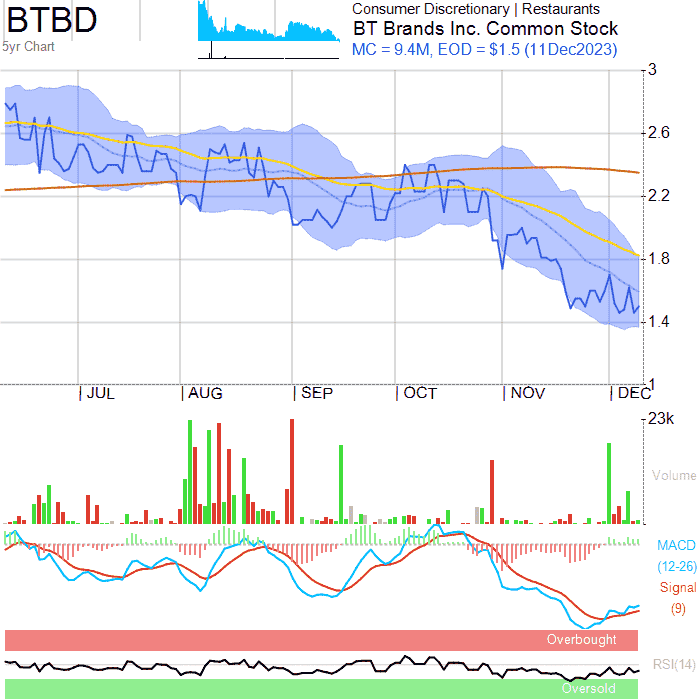 BTBD
5yr Chart
Consumer Discretionary | Restaurants
BT Brands Inc. Common Stock
MC = 9.4M, EOD = $1.5 (11Dec2023)
3
2.6
2.2
1.8
1.4
1
JUL
AUG
SEP
OCT
NOV
DEC
23k
Volume
MACD
(12-26)
Signal
(9)
Overbought
RSI(14)
Oversold